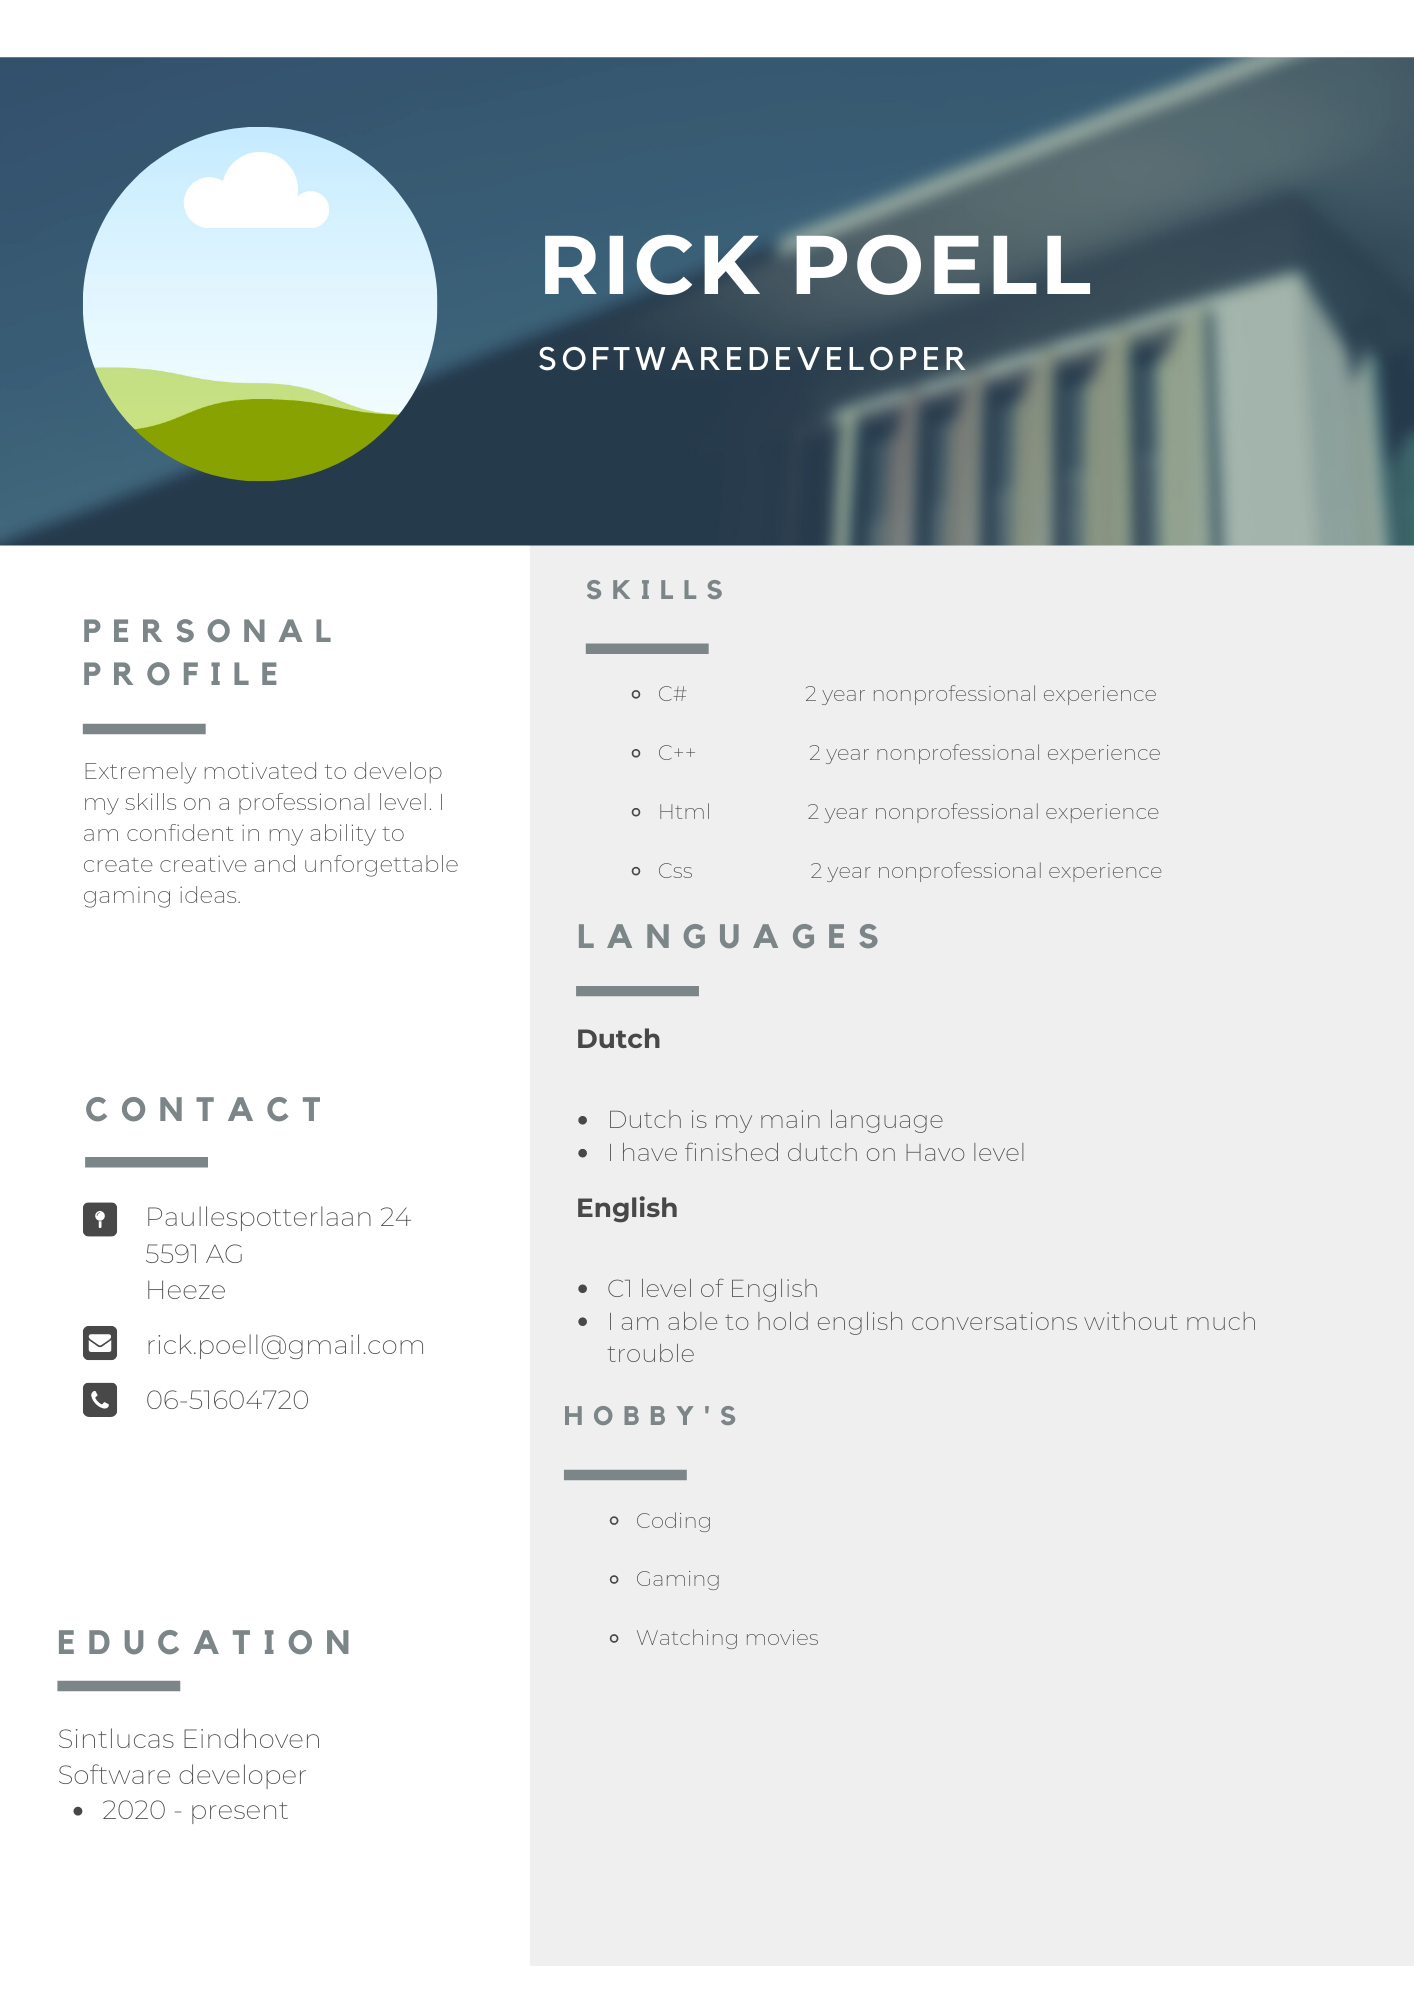 RICK POELL
SOFTWAREDEVELOPER
PERSONAL
PROFILE
Extremely motivated to develop
my skills on a professional level. I
am confident in my ability to
create creative and unforgettable
gaming ideas.
CONTACT
Paullespotterlaan 24
5591 AG
Heeze
rick.poell@gmail.com
06-51604720
EDUCATION
Sintlucas Eindhoven
Software developer
2020 - present
SKILLS
C# 2 year nonprofessional experience
C++ 2 year nonprofessional experience
Html 2 year nonprofessional experience
Css 2 year nonprofessional experience
LANGUAGES
Dutch
Dutch is my main language
I have finished dutch on Havo level
English
C1 level of English
I am able to hold english conversations without much
trouble
HOBBY'S
Coding
Gaming
Watching movies